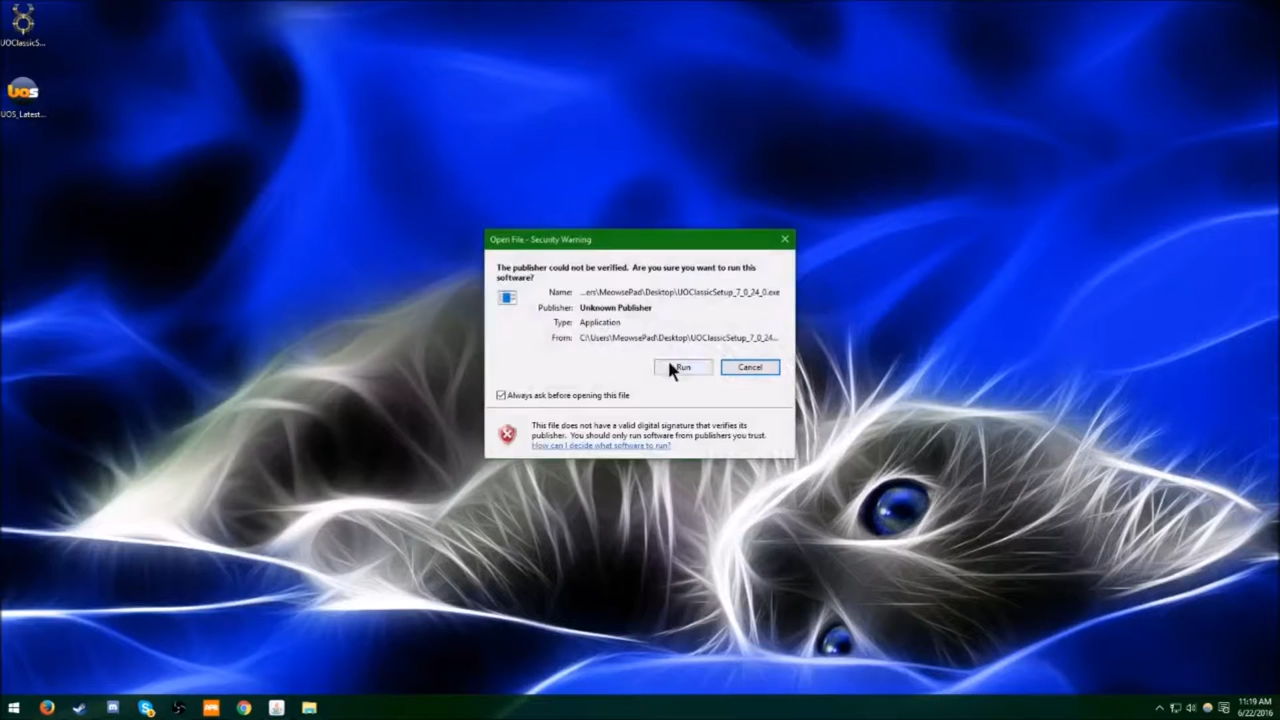 UOClassicS...
UOS
UOS_Latest...
Open File - Security Warning
The publisher could not be verified. Are you sure you want to run this
software?
Name: ...ers\MeowsePad\Desktop\UOClassicSetup_7_0_24_0.exe
Publisher: Unknown Publisher
Type: Application
From: C:\Users\MeowsePad\Desktop\UOClassicSetup_7_0_24...
Run Cancel
Always ask before opening this file
This file does not have a valid digital signature that verifies its
publisher. You should only run software from publishers you trust.
How can I decide what software to run?
11:19 AM
6/22/2016